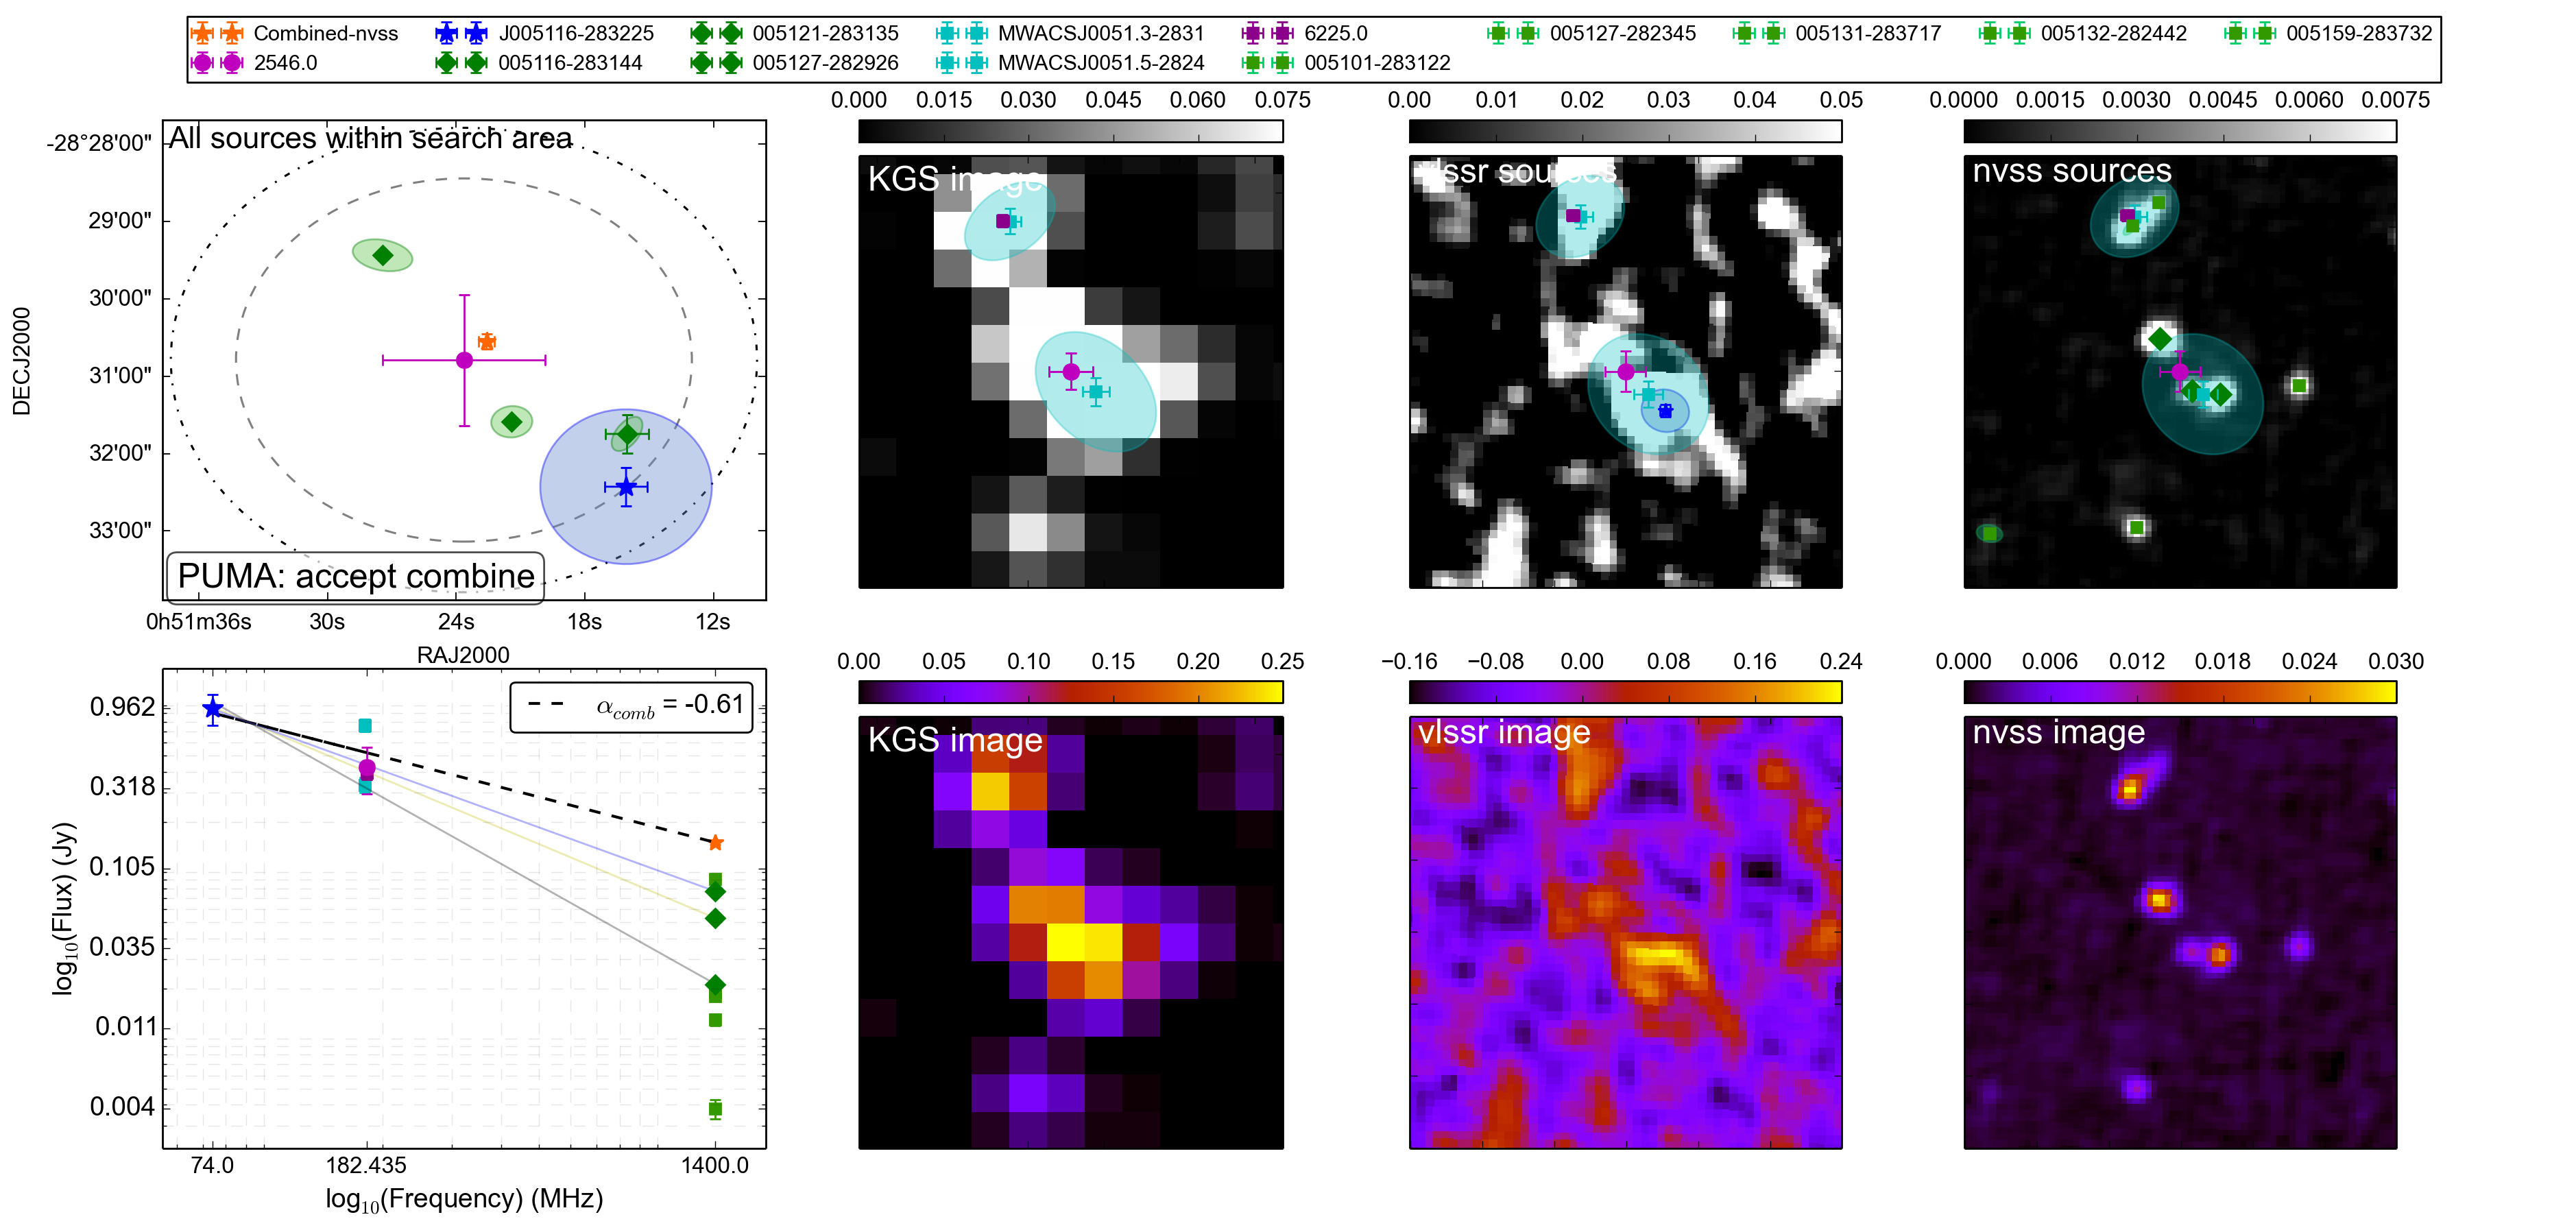 Combined-nvss J005116-283225 005121-283135 MWACSJ0051.3-2831 6225.0 005127-282345 005131-283717 005132-282442 005159-283732
2546.0 005116-283144 005127-282926 MWACSJ0051.5-2824 005101-283122
0.000 0.015 0.030 0.045 0.060 0.075
0.00 0.01 0.02 0.03 0.04 0.05
0.0000 0.0015 0.0030 0.0045 0.0060 0.0075
All sources within search area
KGS image
vlssr sources
nvss sources
-28°28'00"
29'00"
30'00"
31'00"
32'00"
33'00"
DECJ2000
PUMA: accept combine
0h51m36s 30s 24s 18s 12s
RAJ2000
0.00 0.05 0.10 0.15 0.20 0.25
−0.16 −0.08 0.00 0.08 0.16 0.24
0.000 0.006 0.012 0.018 0.024 0.030
α_comb = -0.61
KGS image
vlssr image
nvss image
0.962
0.318
0.105
0.035
0.011
0.004
log₁₀(Flux) (Jy)
74.0 182.435 1400.0
log₁₀(Frequency) (MHz)